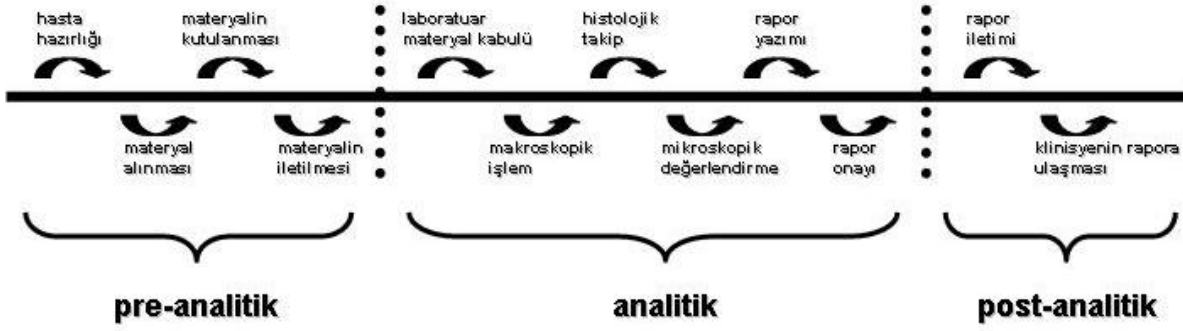 hasta
hazırlığı
materyalin
kutulanması
laboratuar
materyal kabulü
histolojik
takip
rapor
yazımı
rapor
iletimi
materyal
alınması
materyalin
iletilmesi
makroskopik
işlem
mikroskopik
değerlendirme
rapor
onayı
klinisyenin rapora
ulaşması
pre-analitik
analitik
post-analitik